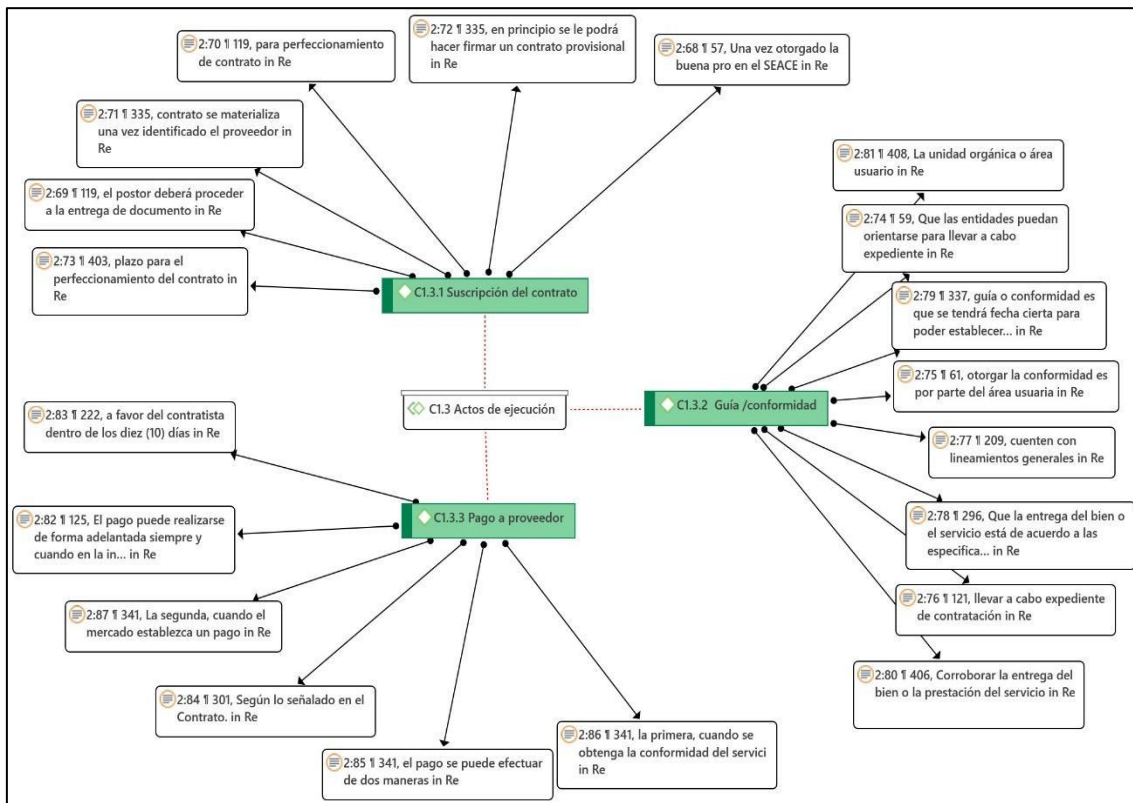 2:70 ¶ 119, para perfeccionamiento
de contrato in Re
2:72 ¶ 335, en principio se le podrá
hacer firmar un contrato provisional
in Re
2:68 ¶ 57, Una vez otorgado la
buena pro en el SEACE in Re
2:71 ¶ 335, contrato se materializa
una vez identificado el proveedor in
Re
2:69 ¶ 119, el postor deberá proceder
a la entrega de documento in Re
2:73 ¶ 403, plazo para el
perfeccionamiento del contrato in
Re
C1.3.1 Suscripción del contrato
2:81 ¶ 408, La unidad orgánica o área
usuario in Re
2:74 ¶ 59, Que las entidades puedan
orientarse para llevar a cabo
expediente in Re
2:79 ¶ 337, guía o conformidad es
que se tendrá fecha cierta para
poder establecer... in Re
2:75 ¶ 61, otorgar la conformidad es
por parte del área usuaria in Re
C1.3 Actos de ejecución
C1.3.2 Guía /conformidad
2:77 ¶ 209, cuenten con
lineamientos generales in Re
2:78 ¶ 296, Que la entrega del bien o
el servicio está de acuerdo a las
especifica... in Re
2:76 ¶ 121, llevar a cabo expediente
de contratación in Re
2:80 ¶ 406, Corroborar la entrega del
bien o la prestación del servicio in Re
2:83 ¶ 222, a favor del contratista
dentro de los diez (10) días in Re
C1.3.3 Pago a proveedor
2:82 ¶ 125, El pago puede realizarse
de forma adelantada siempre y
cuando en la in... in Re
2:87 ¶ 341, La segunda, cuando el
mercado establezca un pago in Re
2:84 ¶ 301, Según lo señalado en el
Contrato. in Re
2:85 ¶ 341, el pago se puede efectuar
de dos maneras in Re
2:86 ¶ 341, la primera, cuando se
obtenga la conformidad del servici
in Re